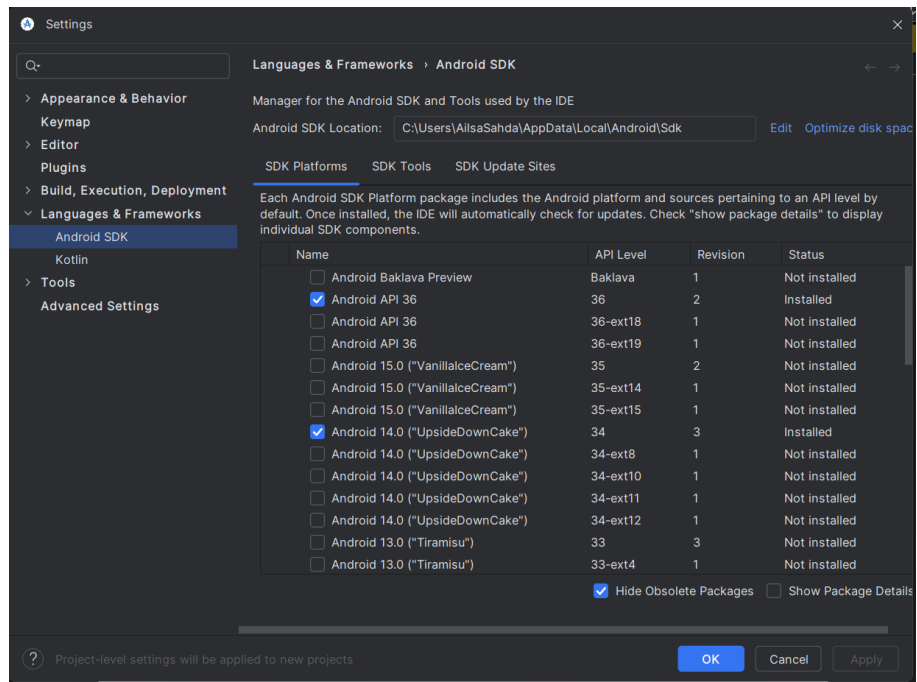 Settings
Languages & Frameworks › Android SDK
Appearance & Behavior
Keymap
Editor
Plugins
Build, Execution, Deployment
Languages & Frameworks
Android SDK
Kotlin
Tools
Advanced Settings
Manager for the Android SDK and Tools used by the IDE
Android SDK Location: C:\Users\AilsaSahda\AppData\Local\Android\Sdk Edit Optimize disk spac
SDK Platforms SDK Tools SDK Update Sites
Each Android SDK Platform package includes the Android platform and sources pertaining to an API level by
default. Once installed, the IDE will automatically check for updates. Check "show package details" to display
individual SDK components.
Name API Level Revision Status
Android Baklava Preview Baklava 1 Not installed
Android API 36 36 2 Installed
Android API 36 36-ext18 1 Not installed
Android API 36 36-ext19 1 Not installed
Android 15.0 ("VanillaIceCream") 35 2 Not installed
Android 15.0 ("VanillaIceCream") 35-ext14 1 Not installed
Android 15.0 ("VanillaIceCream") 35-ext15 1 Not installed
Android 14.0 ("UpsideDownCake") 34 3 Installed
Android 14.0 ("UpsideDownCake") 34-ext8 1 Not installed
Android 14.0 ("UpsideDownCake") 34-ext10 1 Not installed
Android 14.0 ("UpsideDownCake") 34-ext11 1 Not installed
Android 14.0 ("UpsideDownCake") 34-ext12 1 Not installed
Android 13.0 ("Tiramisu") 33 3 Not installed
Android 13.0 ("Tiramisu") 33-ext4 1 Not installed
Hide Obsolete Packages Show Package Details
? Project-level settings will be applied to new projects
OK Cancel Apply